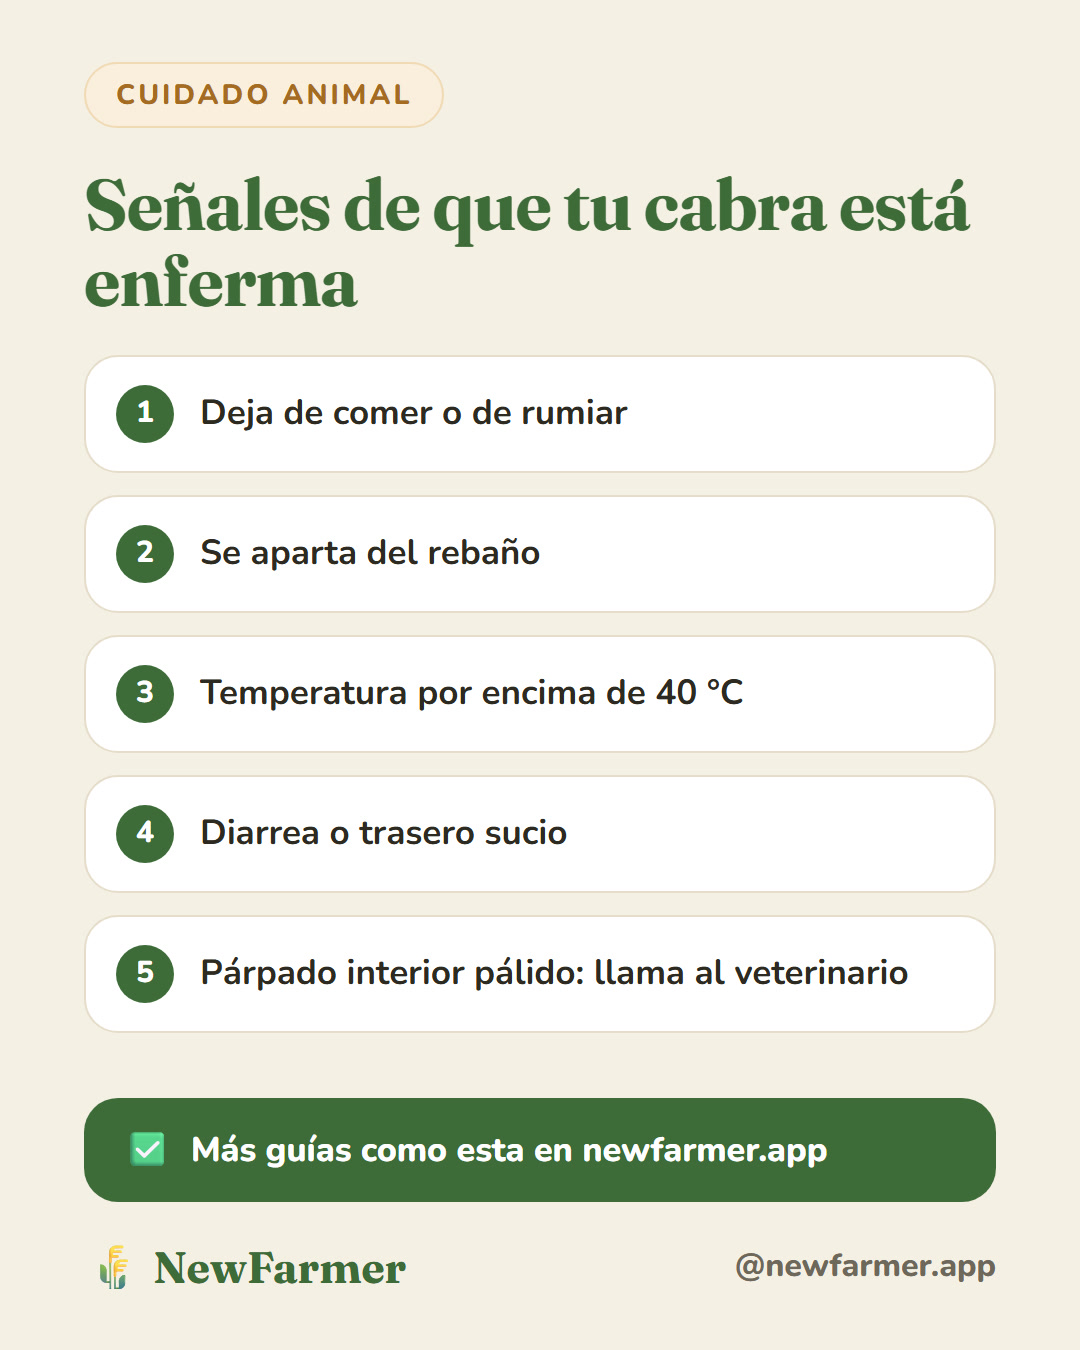 CUIDADO ANIMAL
Señales de que tu cabra está
enferma
1 Deja de comer o de rumiar
2 Se aparta del rebaño
3 Temperatura por encima de 40 °C
4 Diarrea o trasero sucio
5 Párpado interior pálido: llama al veterinario
✅ Más guías como esta en newfarmer.app
NewFarmer
@newfarmer.app